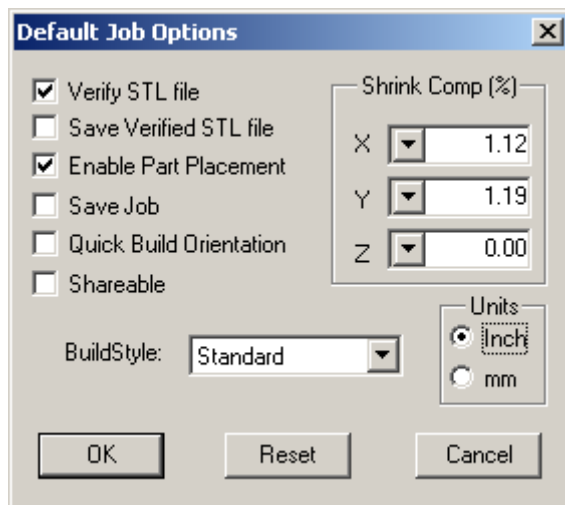 Default Job Options
Verify STL file
Save Verified STL file
Enable Part Placement
Save Job
Quick Build Orientation
Shareable
Shrink Comp (%)
X 1.12
Y 1.19
Z 0.00
Units
Inch
mm
BuildStyle: Standard
OK Reset Cancel